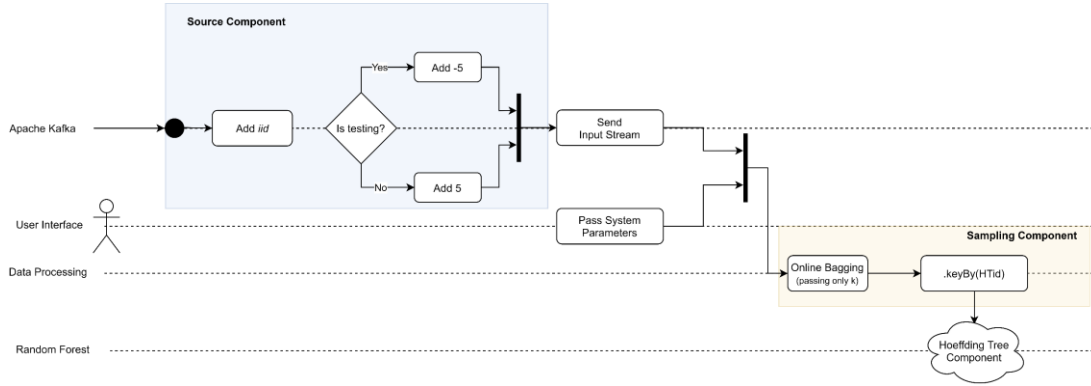 Source Component
Yes
Add -5
Apache Kafka
Add iid
Is testing?
Send
Input Stream
No
Add 5
User Interface
Pass System
Parameters
Sampling Component
Data Processing
Online Bagging
(passing only k)
.keyBy(HTid)
Random Forest
Hoeffding Tree
Component